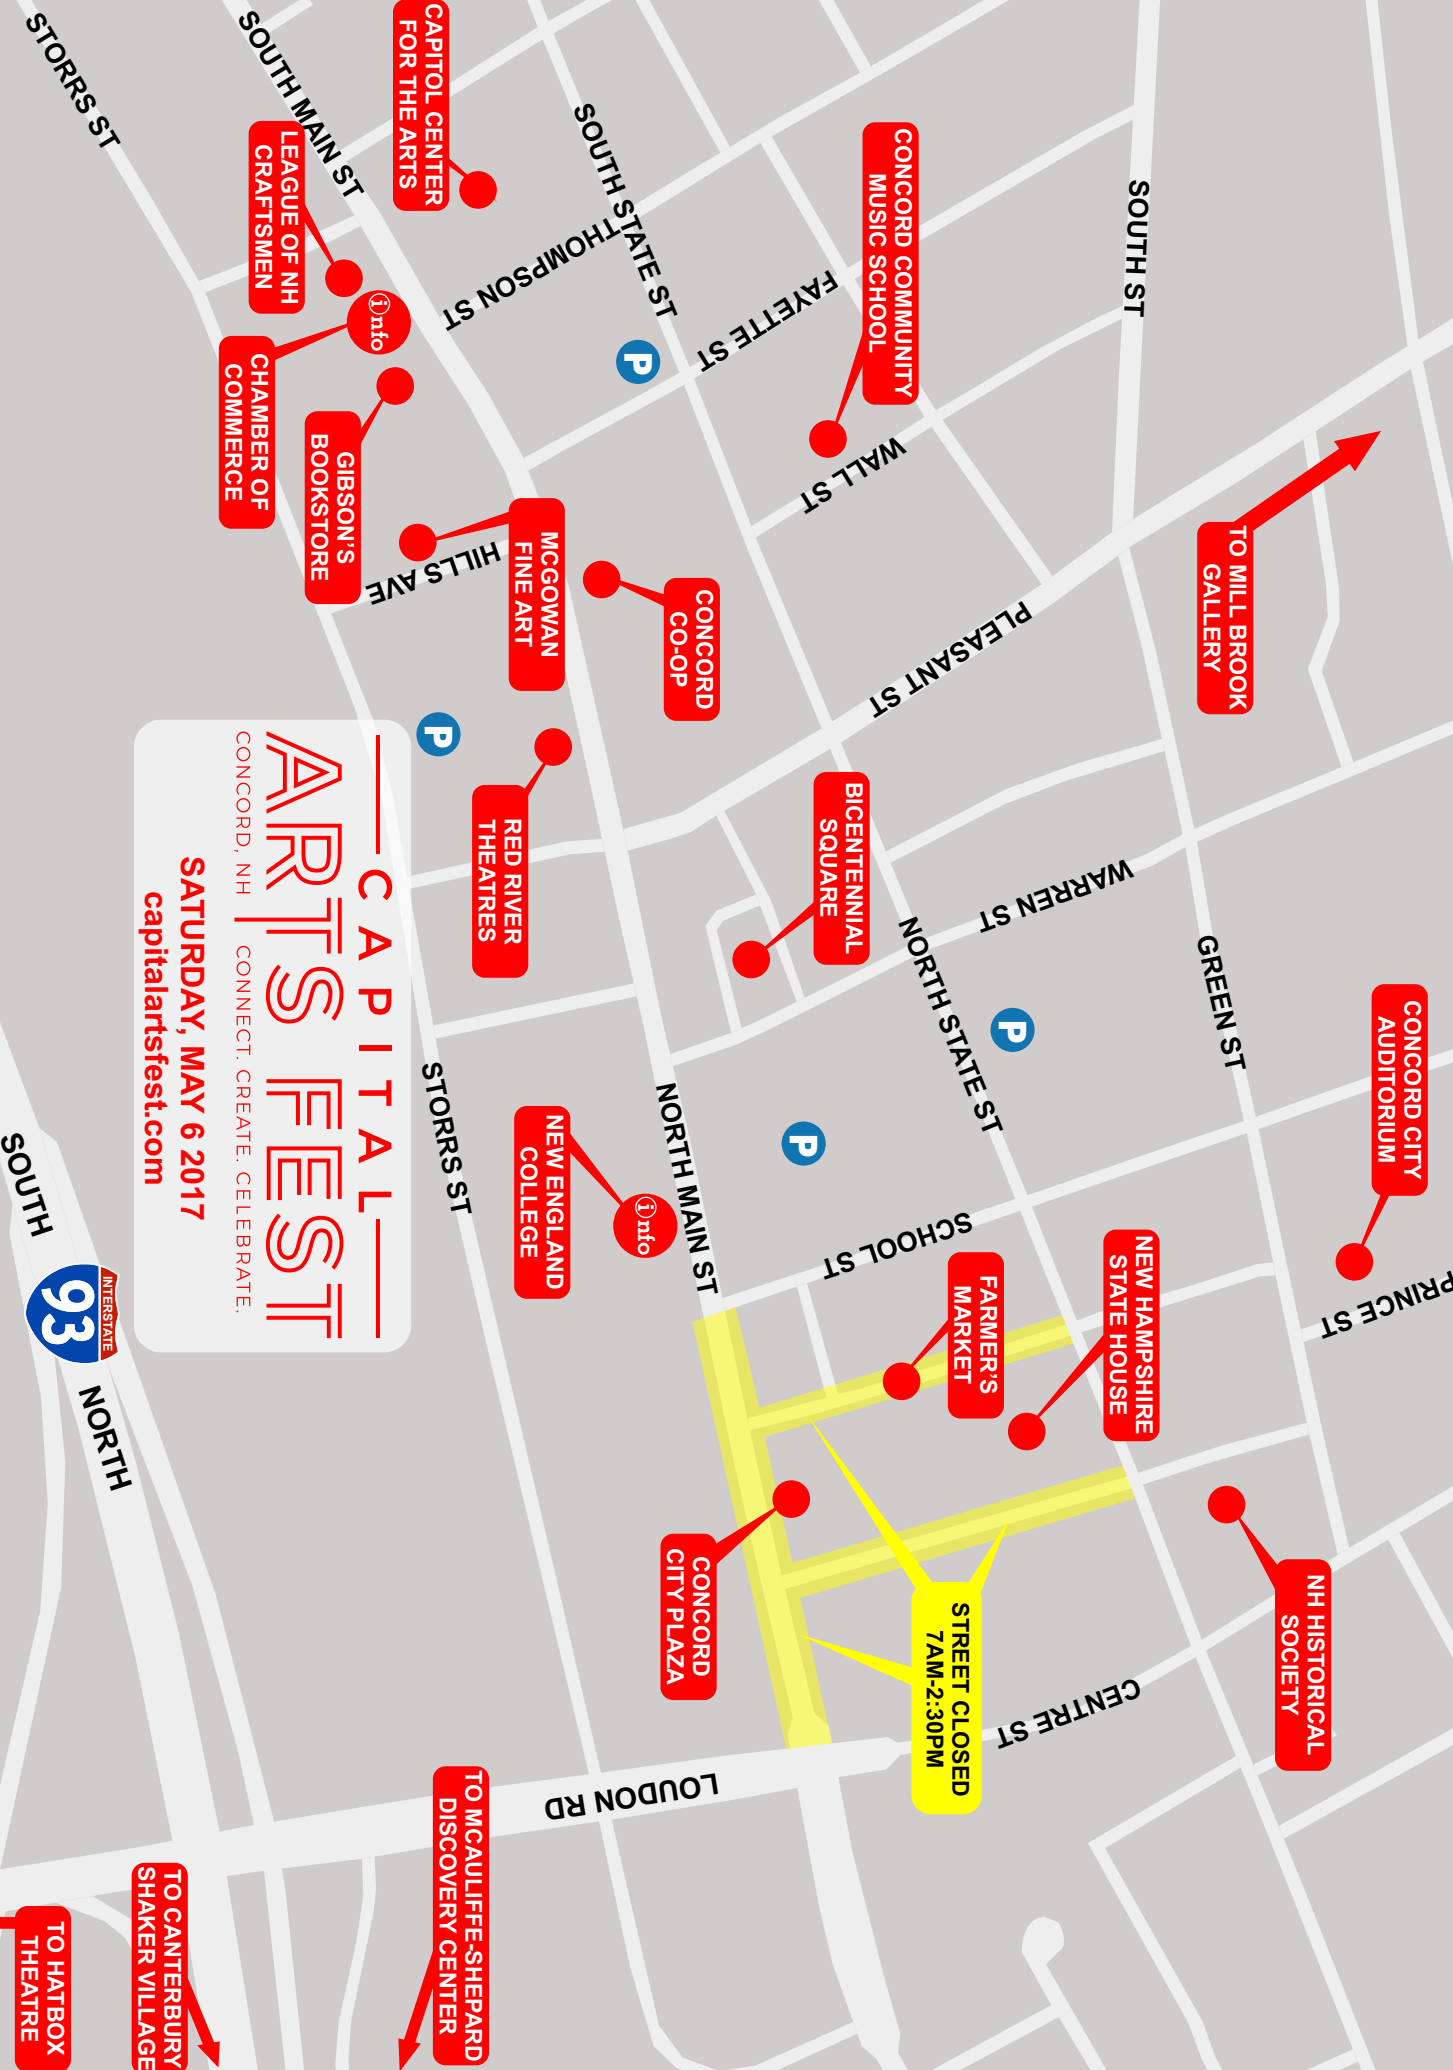 STORRS ST
SOUTH MAIN ST
CAPITOL CENTER
FOR THE ARTS
LEAGUE OF NH
CRAFTSMEN
SOUTH STATE ST
THOMPSON ST
CONCORD COMMUNITY
MUSIC SCHOOL
FAYETTE ST
SOUTH ST
info
CHAMBER OF
COMMERCE
GIBSON'S
BOOKSTORE
P
WALL ST
HILLS AVE
MCGOWAN
FINE ART
CONCORD
CO-OP
TO MILL BROOK
GALLERY
PLEASANT ST
P
RED RIVER
THEATRES
BICENTENNIAL
SQUARE
WARREN ST
NORTH STATE ST
GREEN ST
P
CONCORD CITY
AUDITORIUM
CAPITAL
ARTS FEST
CONCORD, NH | CONNECT. CREATE. CELEBRATE.
SATURDAY, MAY 6 2017
capitalartsfest.com
STORRS ST
NORTH MAIN ST
P
NEW ENGLAND
COLLEGE
info
SCHOOL ST
FARMER'S
MARKET
NEW HAMPSHIRE
STATE HOUSE
PRINCE ST
SOUTH
INTERSTATE
93
NORTH
CONCORD
CITY PLAZA
STREET CLOSED
7AM-2:30PM
NH HISTORICAL
SOCIETY
CENTRE ST
LOUDON RD
TO MCAULIFFE-SHEPARD
DISCOVERY CENTER
TO CANTERBURY
SHAKER VILLAGE
TO HATBOX
THEATRE